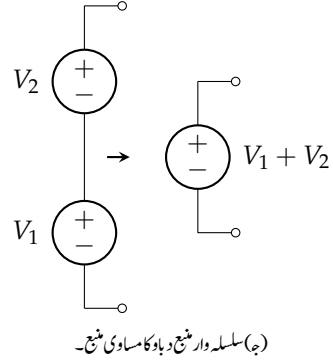 V₂
+
−
V₁
+
−
+
−
V₁ + V₂
(ج) سلسلہ وار منبع دباو کا مساوی منبع۔